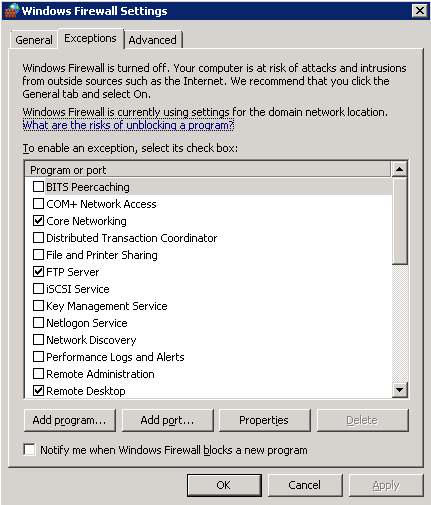 Windows Firewall Settings
General
Exceptions
Advanced
Windows Firewall is turned off. Your computer is at risk of attacks and intrusions
from outside sources such as the Internet. We recommend that you click the
General tab and select On.
Windows Firewall is currently using settings for the domain network location.
What are the risks of unblocking a program?
To enable an exception, select its check box:
Program or port
BITS Peercaching
COM+ Network Access
Core Networking
Distributed Transaction Coordinator
File and Printer Sharing
FTP Server
iSCSI Service
Key Management Service
Netlogon Service
Network Discovery
Performance Logs and Alerts
Remote Administration
Remote Desktop
Add program...
Add port...
Properties
Delete
Notify me when Windows Firewall blocks a new program
OK
Cancel
Apply